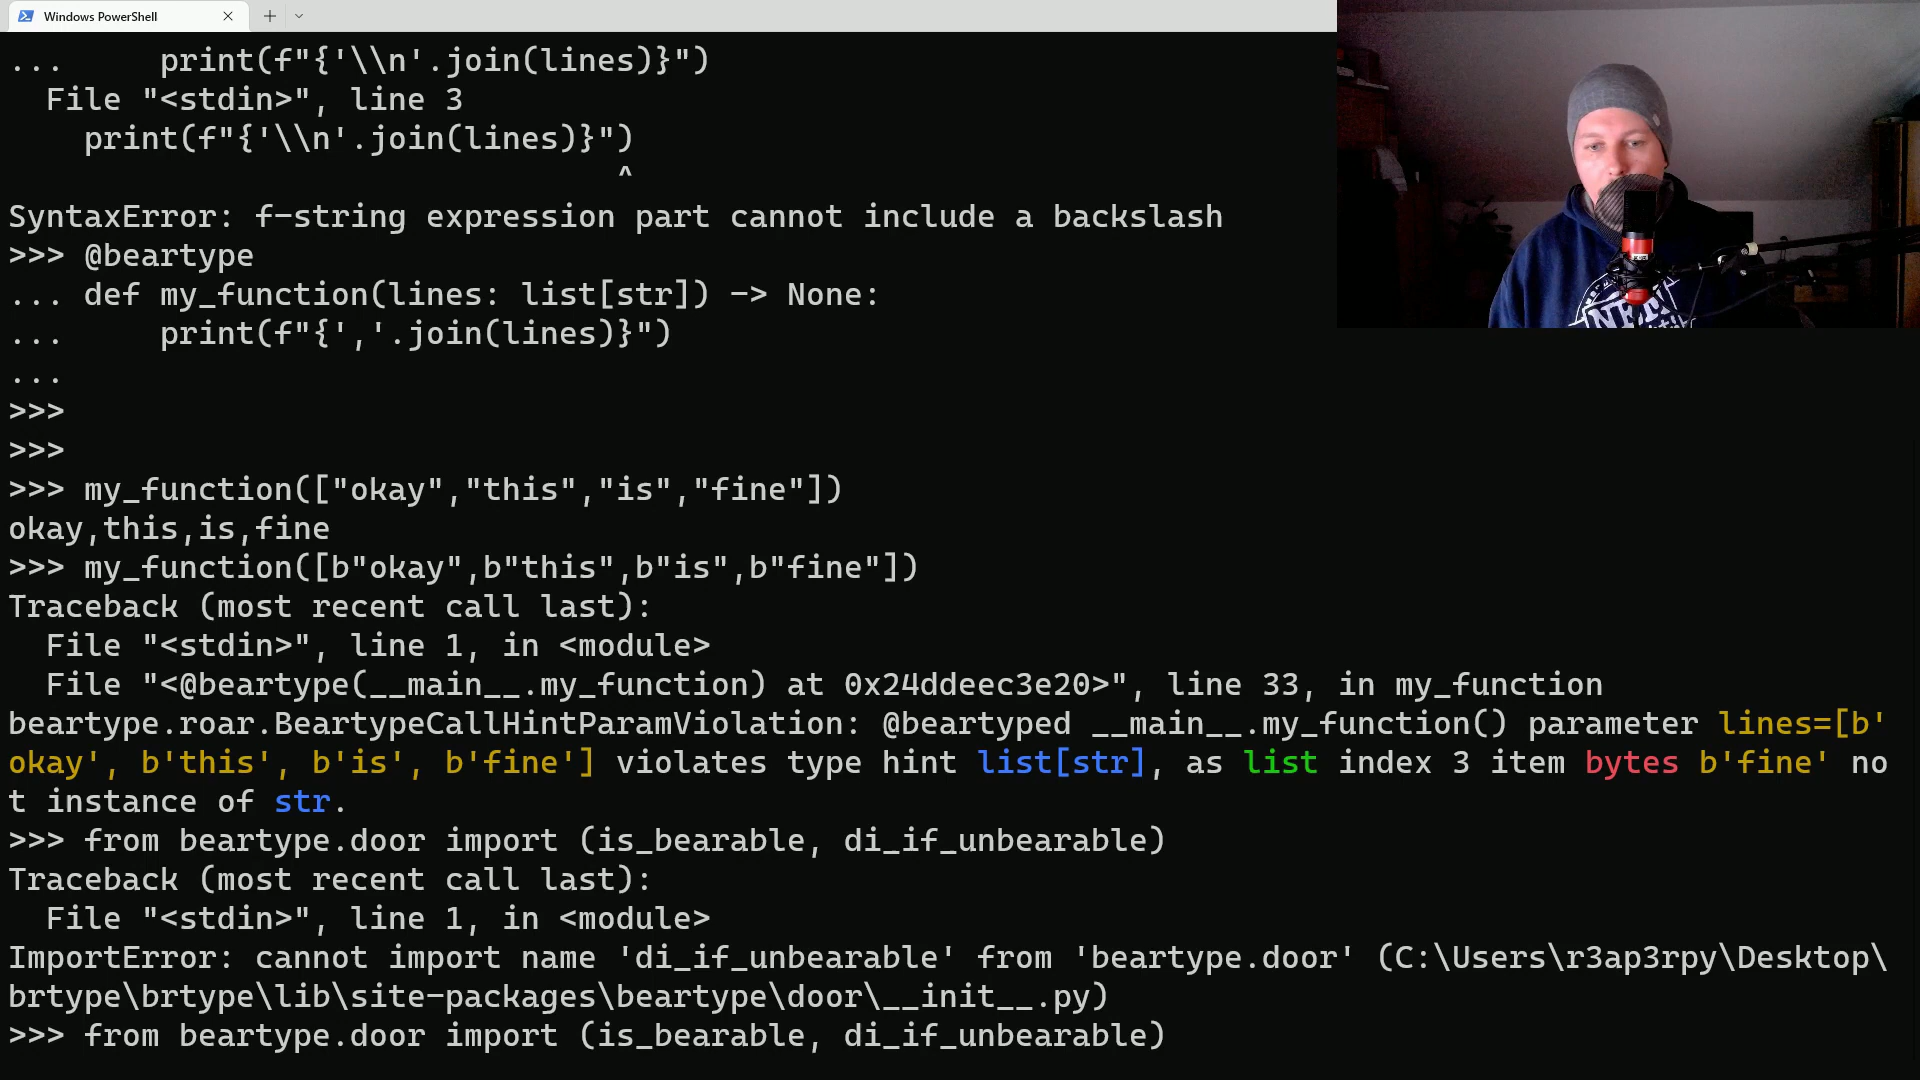 Windows PowerShell
...     print(f"{'\\n'.join(lines)}")
  File "<stdin>", line 3
    print(f"{'\\n'.join(lines)}")
                                ^
SyntaxError: f-string expression part cannot include a backslash
>>> @beartype
... def my_function(lines: list[str]) -> None:
...     print(f"{','.join(lines)}")
...
>>>
>>>
>>> my_function(["okay","this","is","fine"])
okay,this,is,fine
>>> my_function([b"okay",b"this",b"is",b"fine"])
Traceback (most recent call last):
  File "<stdin>", line 1, in <module>
  File "<@beartype(__main__.my_function) at 0x24ddeec3e20>", line 33, in my_function
beartype.roar.BeartypeCallHintParamViolation: @beartyped __main__.my_function() parameter lines=[b'
okay', b'this', b'is', b'fine'] violates type hint list[str], as list index 3 item bytes b'fine' no
t instance of str.
>>> from beartype.door import (is_bearable, di_if_unbearable)
Traceback (most recent call last):
  File "<stdin>", line 1, in <module>
ImportError: cannot import name 'di_if_unbearable' from 'beartype.door' (C:\Users\r3ap3rpy\Desktop\
brtype\brtype\lib\site-packages\beartype\door\__init__.py)
>>> from beartype.door import (is_bearable, di_if_unbearable)